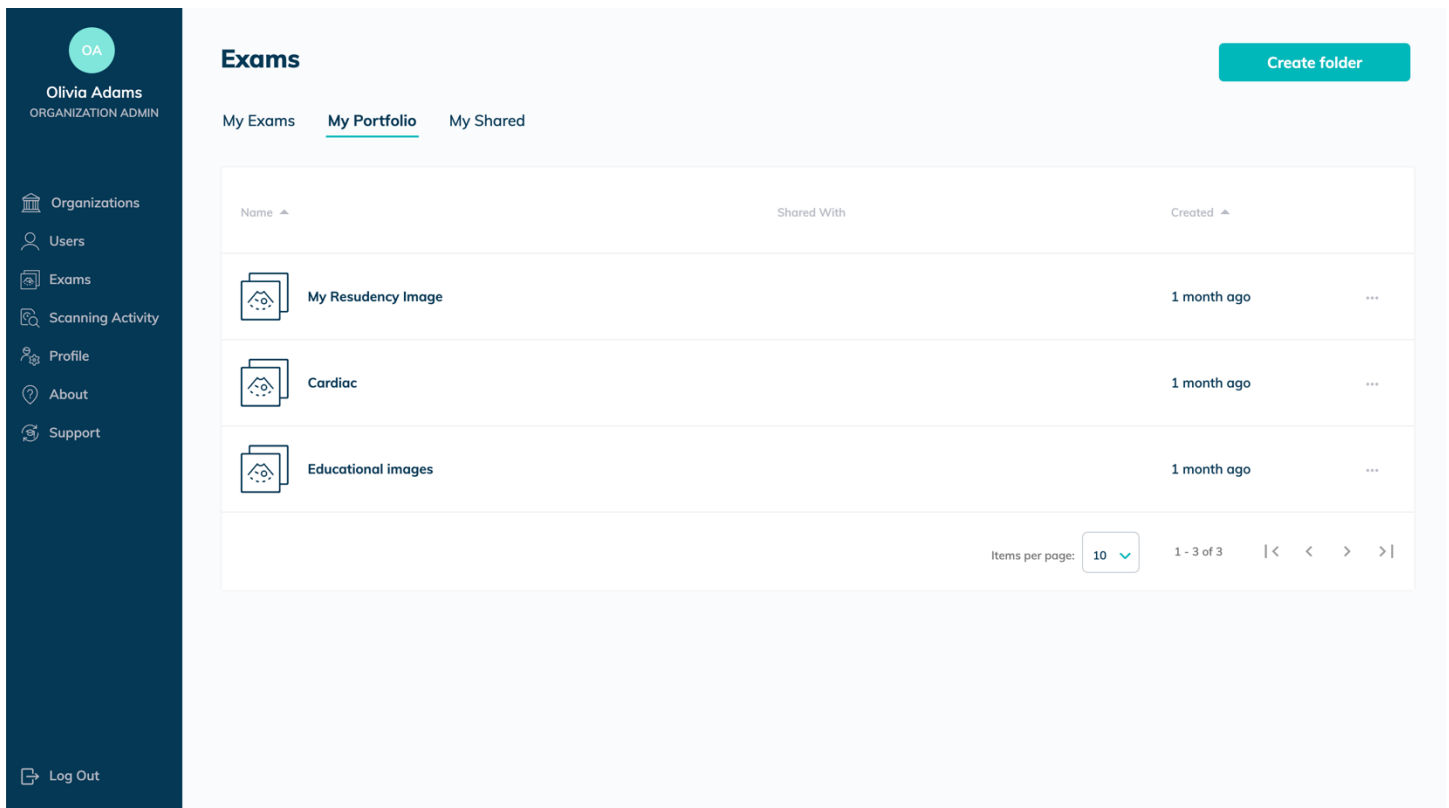 OA
Olivia Adams
ORGANIZATION ADMIN
Organizations
Users
Exams
Scanning Activity
Profile
About
Support
Log Out
Exams
Create folder
My Exams My Portfolio My Shared
Name Shared With Created
My Resudency Image 1 month ago ...
Cardiac 1 month ago ...
Educational images 1 month ago ...
Items per page: 10 1 - 3 of 3